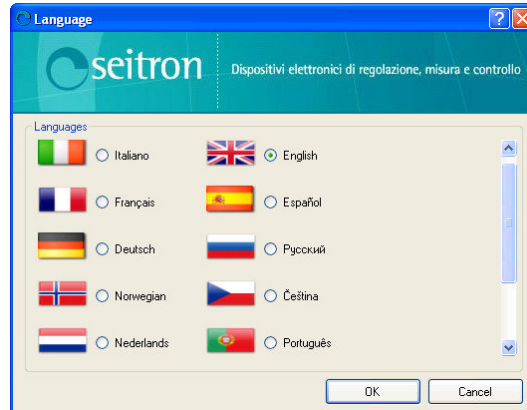 Language
seitron
Dispositivi elettronici di regolazione, misura e controllo
Languages
Italiano English
Français Español
Deutsch Русский
Norwegian Čeština
Nederlands Português
OK Cancel